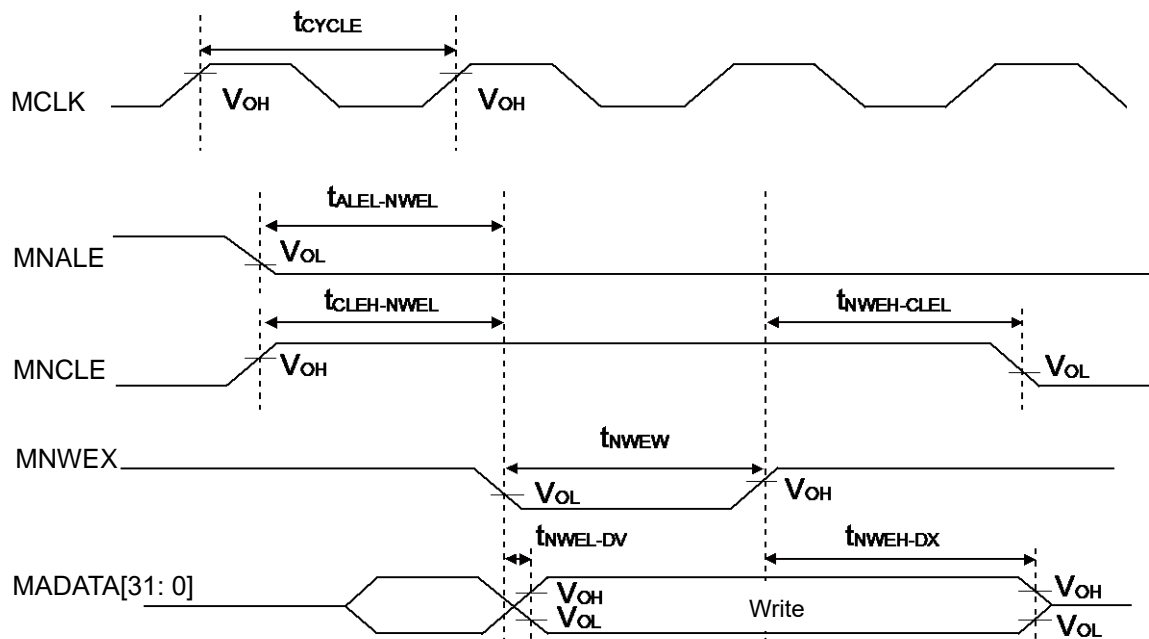 tCYCLE
MCLK
VOH
VOH
tALEL-NWEL
MNALE
VOL
tCLEH-NWEL
tNWEH-CLEL
MNCLE
VOH
VOL
tNWEW
MNWEX
VOL
VOH
tNWEL-DV
tNWEH-DX
MADATA[31: 0]
VOH
VOL
Write
VOH
VOL